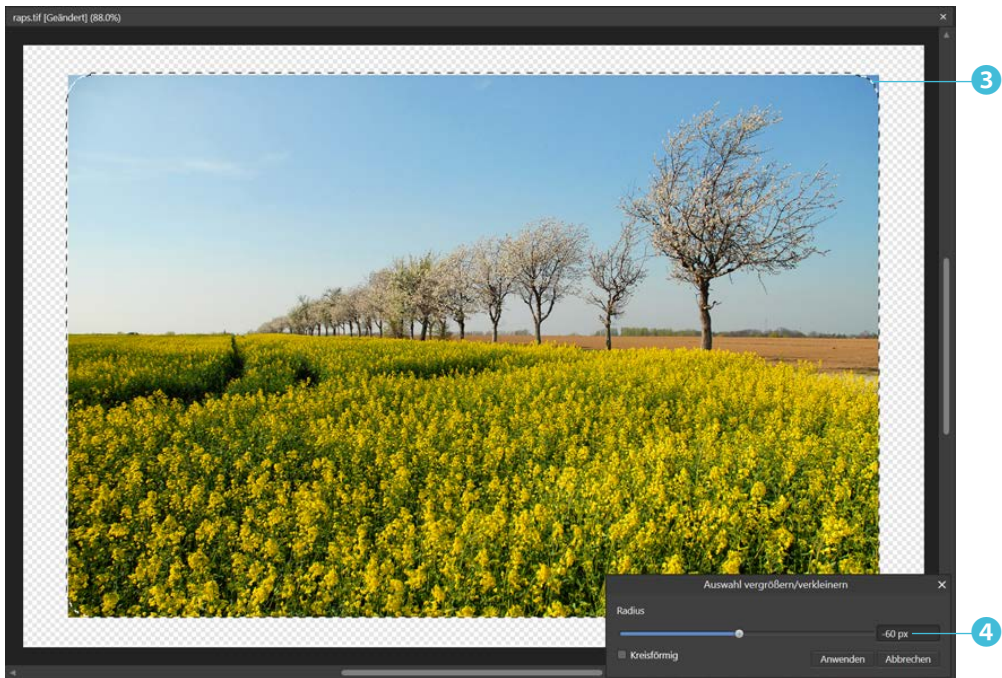 raps.tif [Geändert] (88.0%)
3
Auswahl vergrößern/verkleinern
Radius
-60 px
4
Kreisförmig
Anwenden Abbrechen